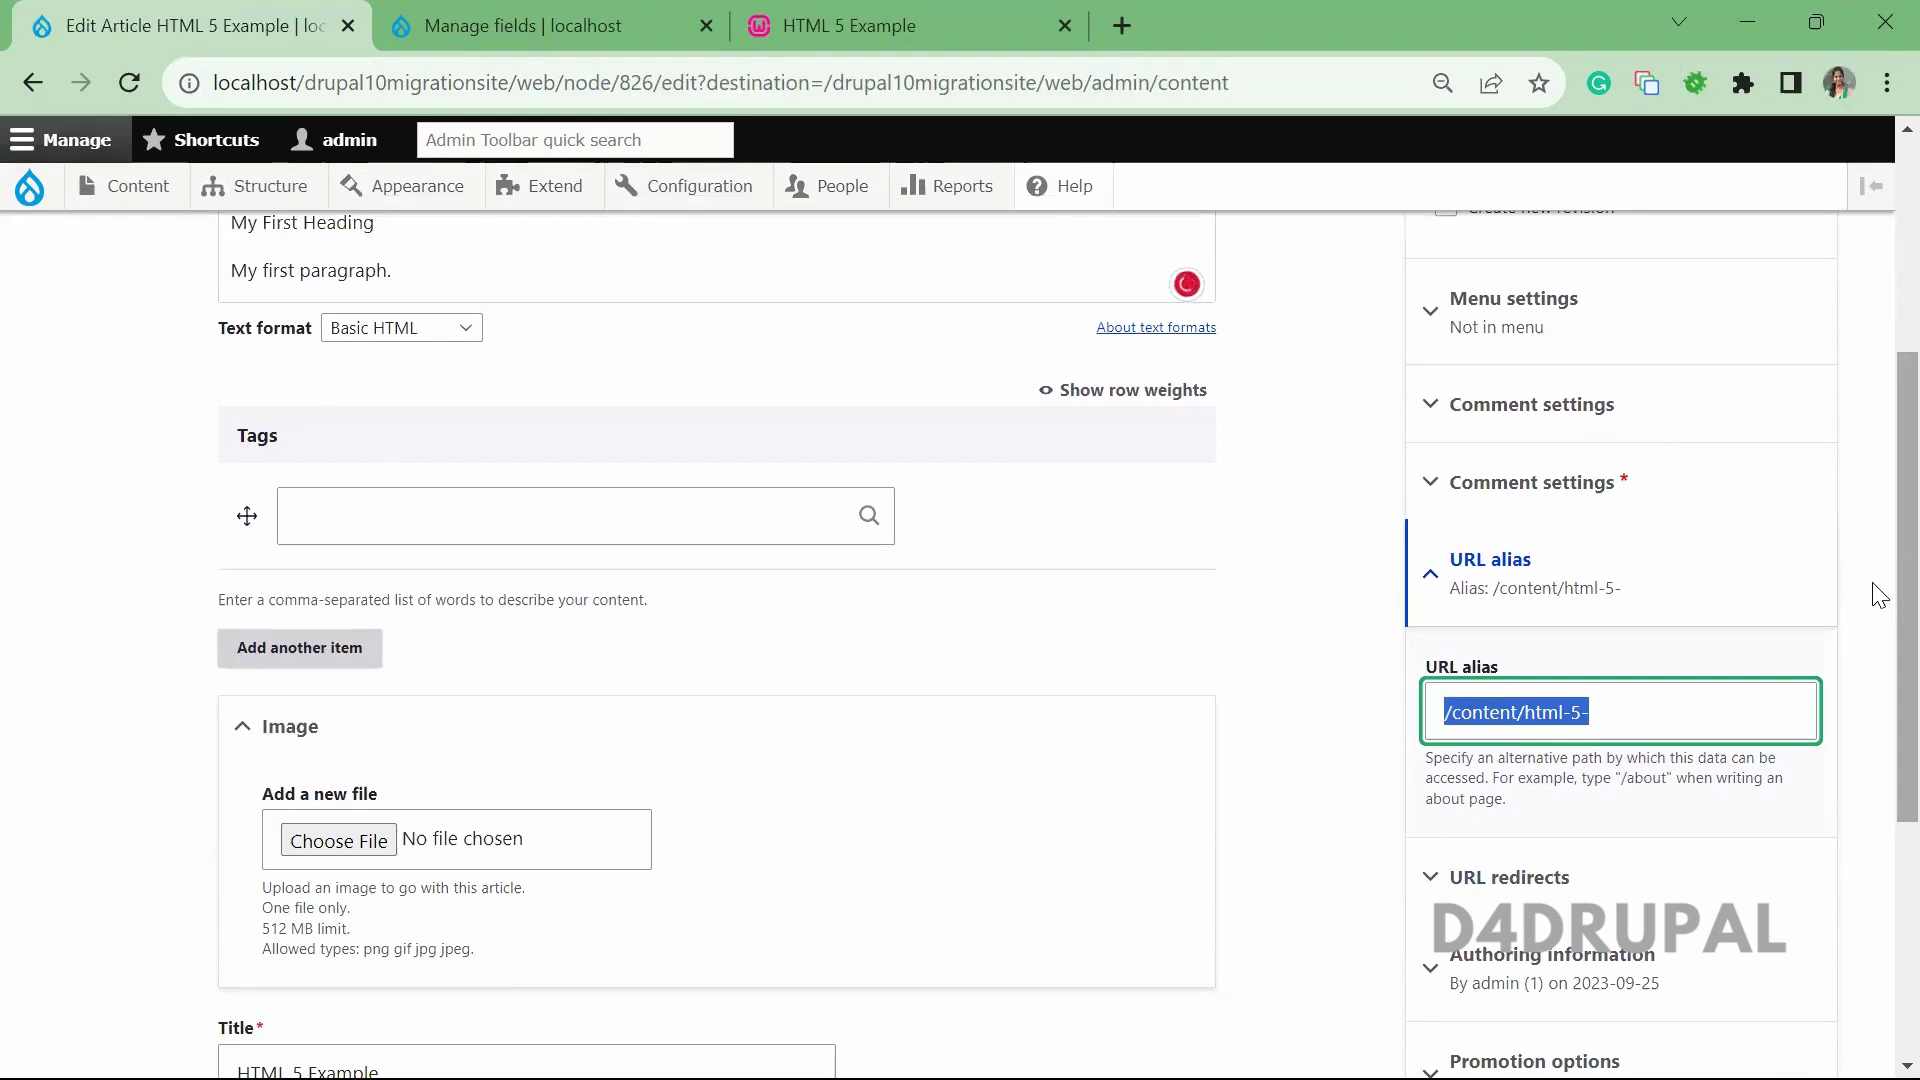 Edit Article HTML 5 Example | loc
Manage fields | localhost
HTML 5 Example
localhost/drupal10migrationsite/web/node/826/edit?destination=/drupal10migrationsite/web/admin/content
Manage
Shortcuts
admin
Admin Toolbar quick search
Content
Structure
Appearance
Extend
Configuration
People
Reports
Help
My First Heading
My first paragraph.
Text format
Basic HTML
About text formats
Show row weights
Tags
Enter a comma-separated list of words to describe your content.
Add another item
Image
Add a new file
Choose File
No file chosen
Upload an image to go with this article.
One file only.
512 MB limit.
Allowed types: png gif jpg jpeg.
Title*
HTML 5 Example
Create new revision
Menu settings
Not in menu
Comment settings
Comment settings *
URL alias
Alias: /content/html-5-
URL alias
/content/html-5-
Specify an alternative path by which this data can be
accessed. For example, type "/about" when writing an
about page.
URL redirects
D4DRUPAL
Authoring information
By admin (1) on 2023-09-25
Promotion options